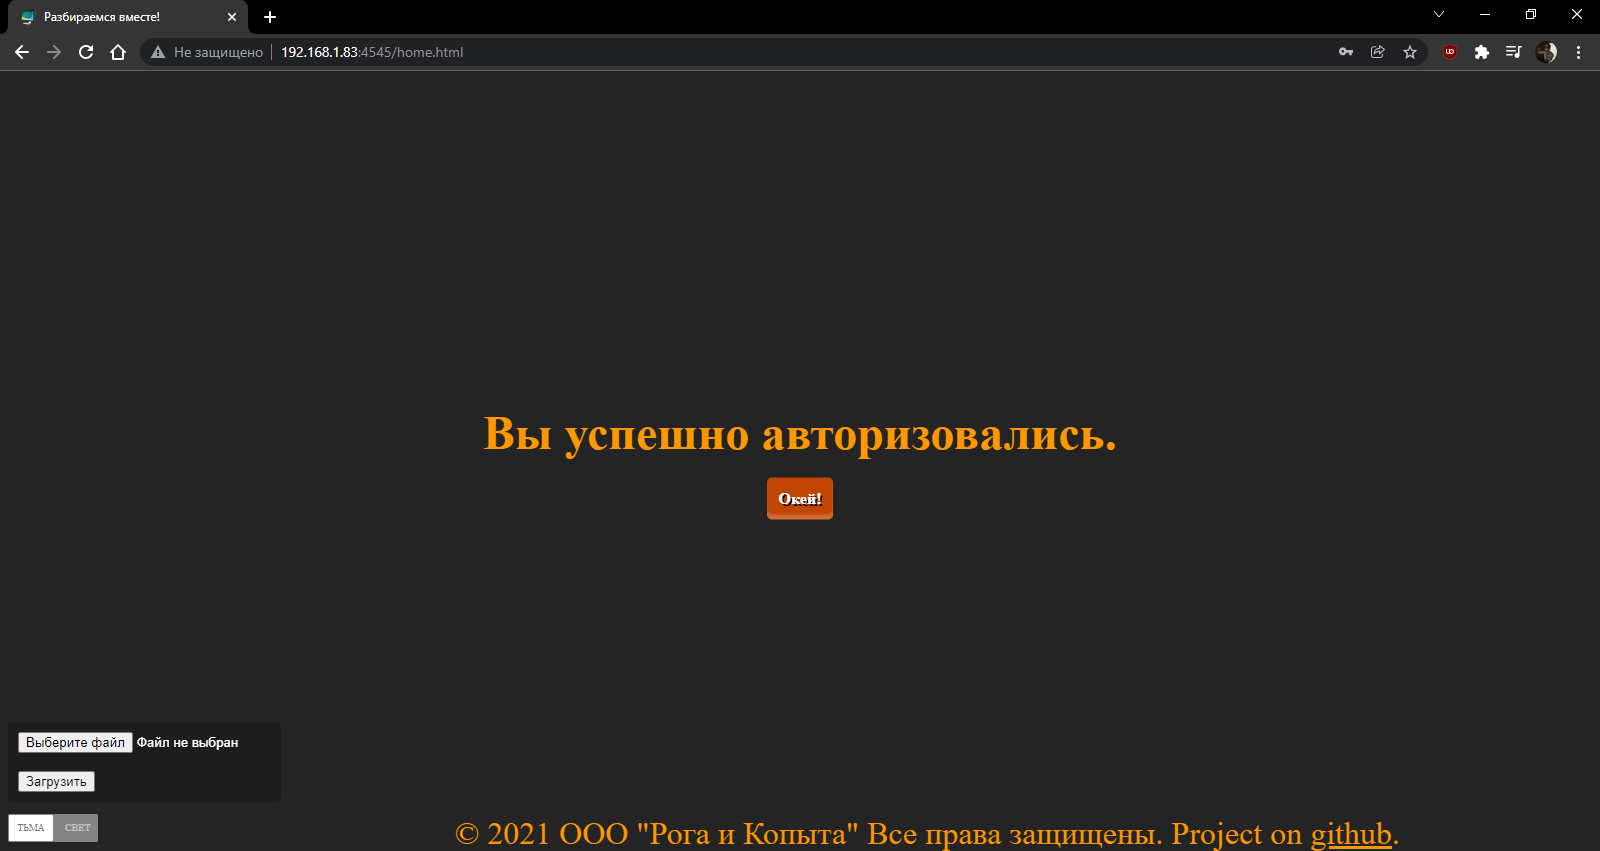 Разбираемся вместе!
Не защищено 192.168.1.83:4545/home.html
Вы успешно авторизовались.
Окей!
Выберите файл Файл не выбран
Загрузить
ТЬМА СВЕТ
© 2021 ООО "Рога и Копыта" Все права защищены. Project on github.